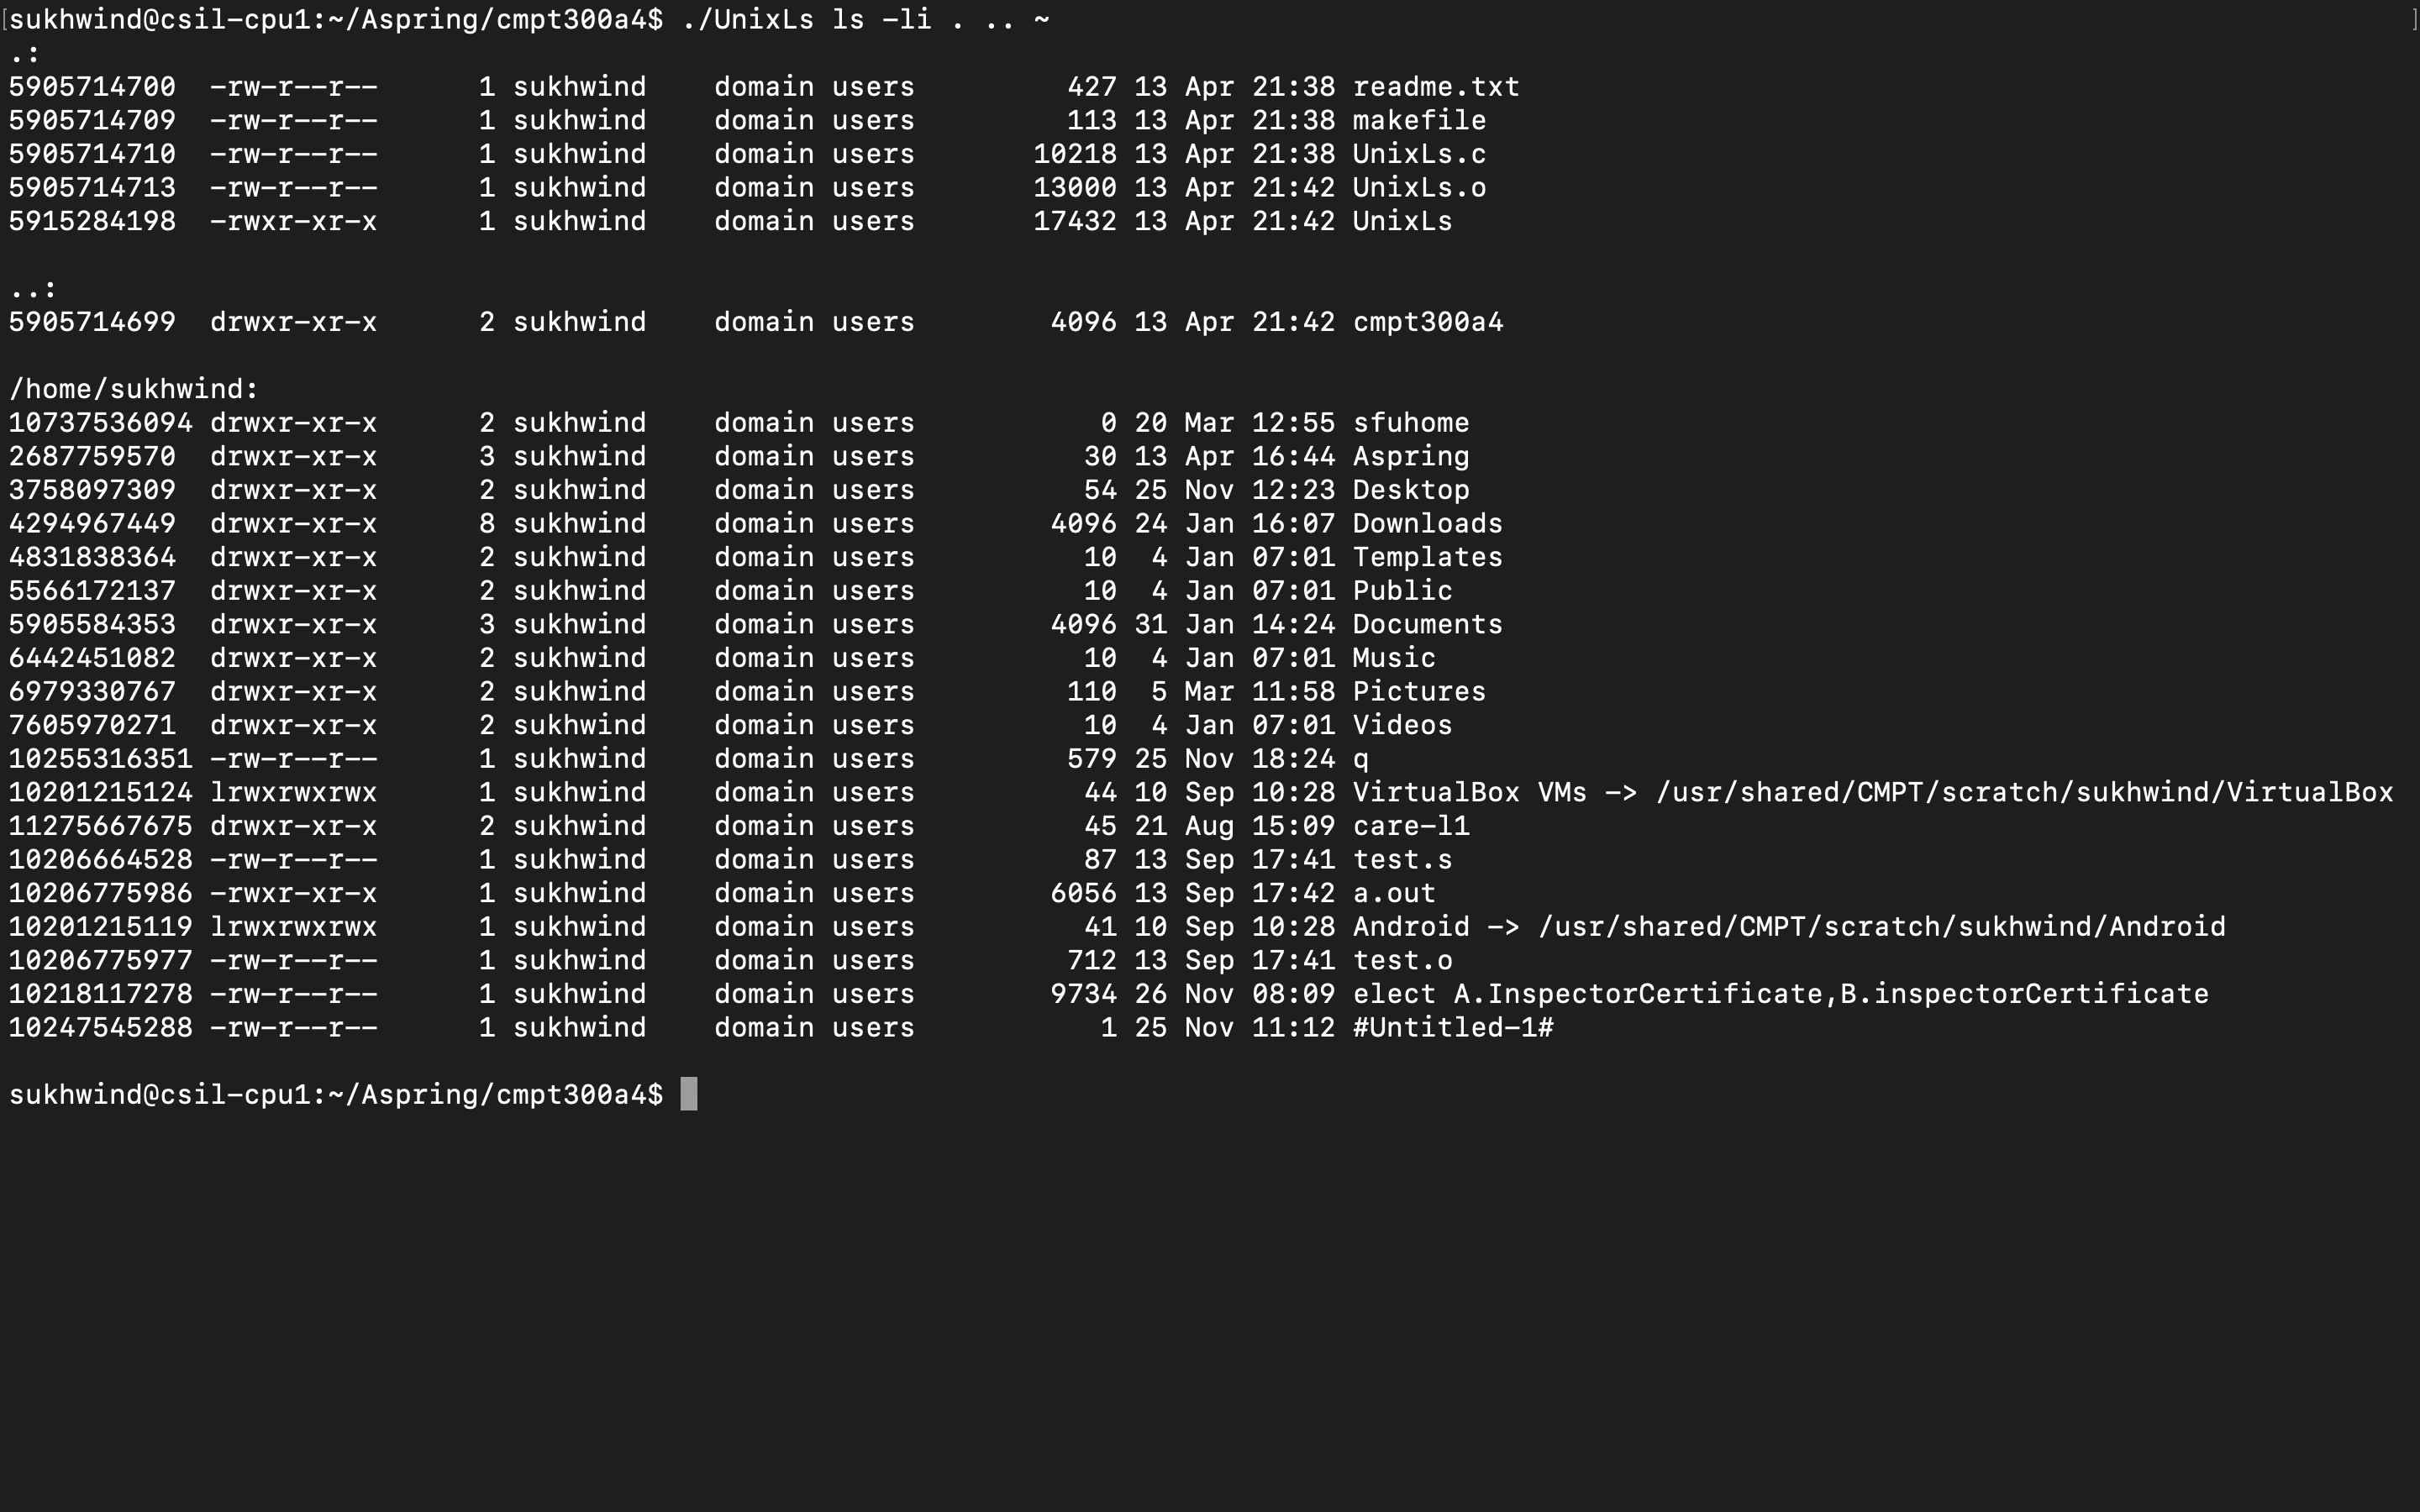 [sukhwind@csil-cpu1:~/Aspring/cmpt300a4$ ./UnixLs ls -li . .. ~ ]
.:
5905714700  -rw-r--r--      1 sukhwind    domain users         427 13 Apr 21:38 readme.txt
5905714709  -rw-r--r--      1 sukhwind    domain users         113 13 Apr 21:38 makefile
5905714710  -rw-r--r--      1 sukhwind    domain users       10218 13 Apr 21:38 UnixLs.c
5905714713  -rw-r--r--      1 sukhwind    domain users       13000 13 Apr 21:42 UnixLs.o
5915284198  -rwxr-xr-x      1 sukhwind    domain users       17432 13 Apr 21:42 UnixLs
..:
5905714699  drwxr-xr-x      2 sukhwind    domain users        4096 13 Apr 21:42 cmpt300a4
/home/sukhwind:
10737536094 drwxr-xr-x      2 sukhwind    domain users           0 20 Mar 12:55 sfuhome
2687759570  drwxr-xr-x      3 sukhwind    domain users          30 13 Apr 16:44 Aspring
3758097309  drwxr-xr-x      2 sukhwind    domain users          54 25 Nov 12:23 Desktop
4294967449  drwxr-xr-x      8 sukhwind    domain users        4096 24 Jan 16:07 Downloads
4831838364  drwxr-xr-x      2 sukhwind    domain users          10  4 Jan 07:01 Templates
5566172137  drwxr-xr-x      2 sukhwind    domain users          10  4 Jan 07:01 Public
5905584353  drwxr-xr-x      3 sukhwind    domain users        4096 31 Jan 14:24 Documents
6442451082  drwxr-xr-x      2 sukhwind    domain users          10  4 Jan 07:01 Music
6979330767  drwxr-xr-x      2 sukhwind    domain users         110  5 Mar 11:58 Pictures
7605970271  drwxr-xr-x      2 sukhwind    domain users          10  4 Jan 07:01 Videos
10255316351 -rw-r--r--      1 sukhwind    domain users         579 25 Nov 18:24 q
10201215124 lrwxrwxrwx      1 sukhwind    domain users          44 10 Sep 10:28 VirtualBox VMs -> /usr/shared/CMPT/scratch/sukhwind/VirtualBox
11275667675 drwxr-xr-x      2 sukhwind    domain users          45 21 Aug 15:09 care-l1
10206664528 -rw-r--r--      1 sukhwind    domain users          87 13 Sep 17:41 test.s
10206775986 -rwxr-xr-x      1 sukhwind    domain users        6056 13 Sep 17:42 a.out
10201215119 lrwxrwxrwx      1 sukhwind    domain users          41 10 Sep 10:28 Android -> /usr/shared/CMPT/scratch/sukhwind/Android
10206775977 -rw-r--r--      1 sukhwind    domain users         712 13 Sep 17:41 test.o
10218117278 -rw-r--r--      1 sukhwind    domain users        9734 26 Nov 08:09 elect A.InspectorCertificate,B.inspectorCertificate
10247545288 -rw-r--r--      1 sukhwind    domain users           1 25 Nov 11:12 #Untitled-1#
sukhwind@csil-cpu1:~/Aspring/cmpt300a4$